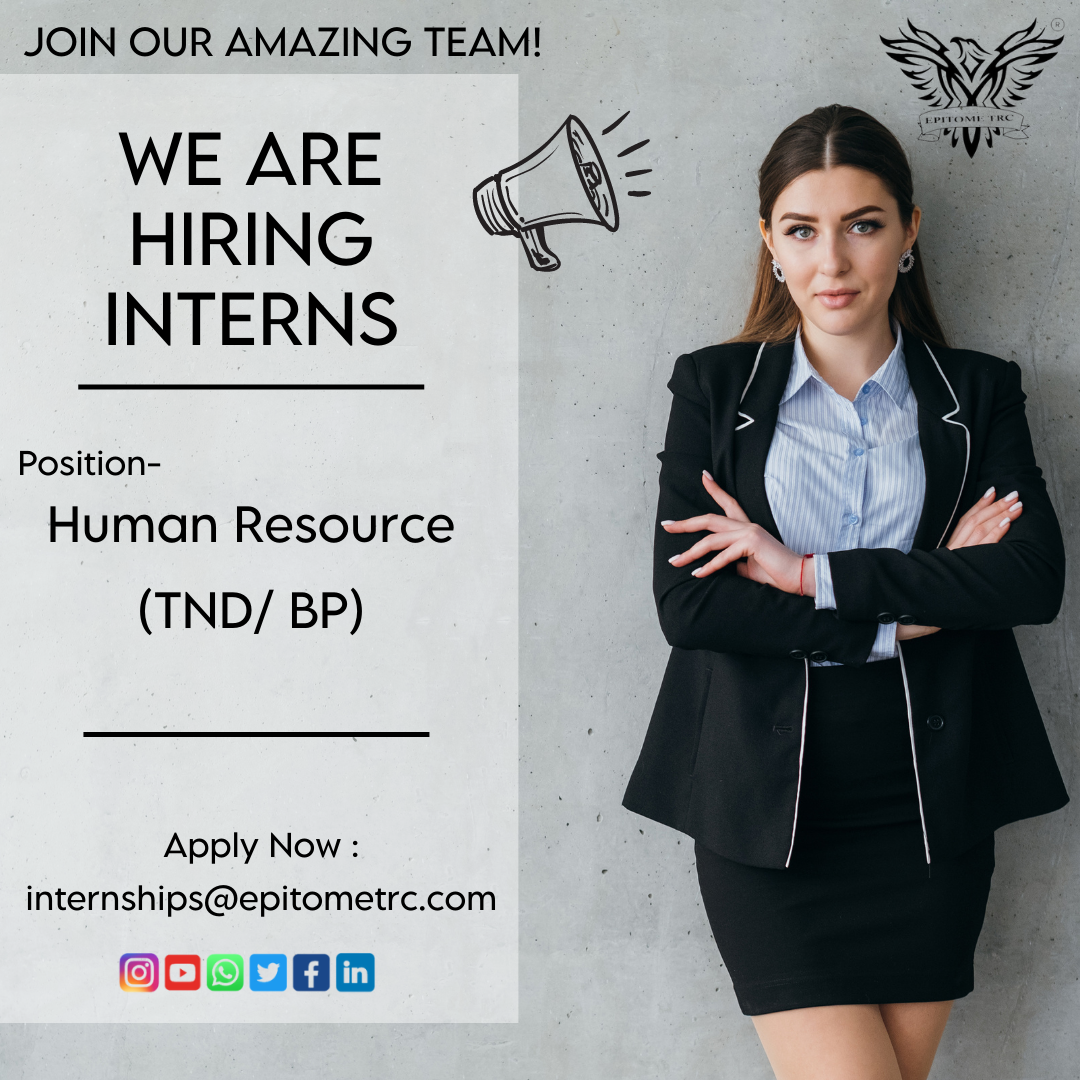 JOIN OUR AMAZING TEAM!
®
EPITOME TRC
WE ARE
HIRING
INTERNS
Position-
Human Resource
(TND/ BP)
Apply Now :
internships@epitometrc.com